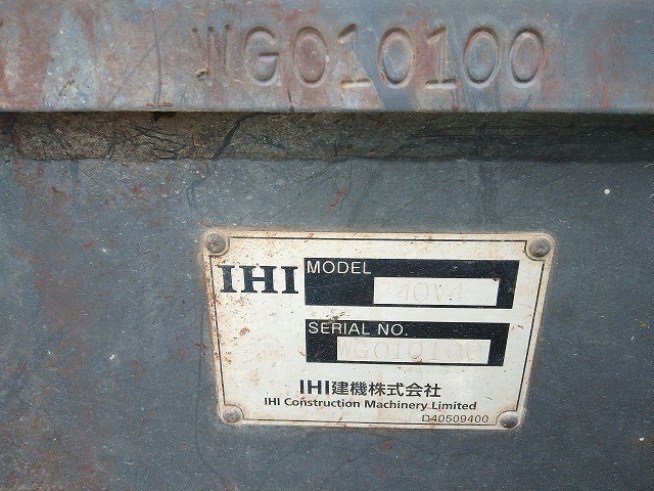 WG010100
IHI
MODEL
40V4
SERIAL NO.
WG010100
IHI建機株式会社
IHI Construction Machinery Limited
D40509400